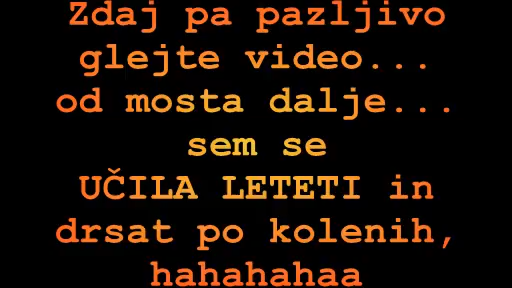 Zdaj pa pazljivo
glejte video...
od mosta dalje...
sem se
UČILA LETETI in
drsat po kolenih,
hahahahaa